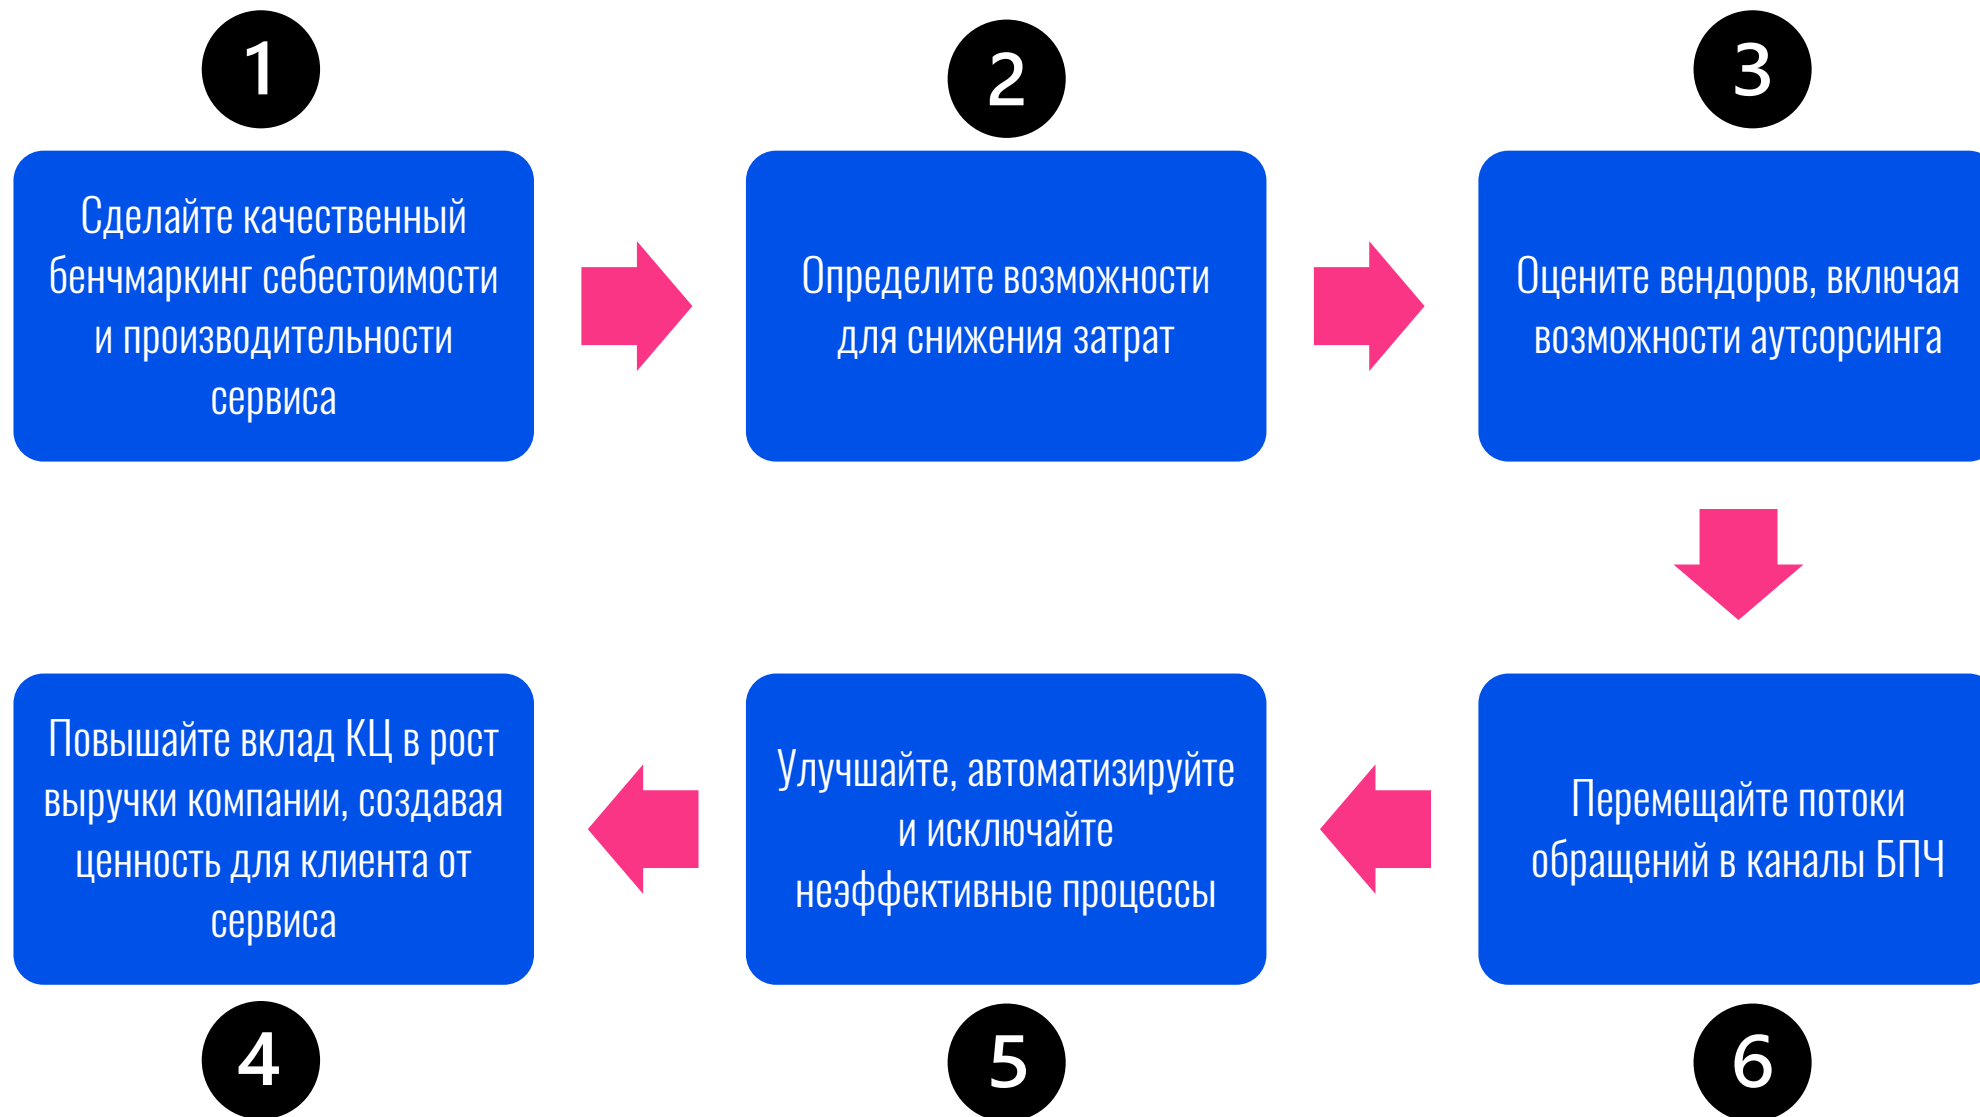 1
Сделайте качественный
бенчмаркинг себестоимости
и производительности
сервиса
2
Определите возможности
для снижения затрат
3
Оцените вендоров, включая
возможности аутсорсинга
Повышайте вклад КЦ в рост
выручки компании, создавая
ценность для клиента от
сервиса
4
Улучшайте, автоматизируйте
и исключайте
неэффективные процессы
5
Перемещайте потоки
обращений в каналы БПЧ
6